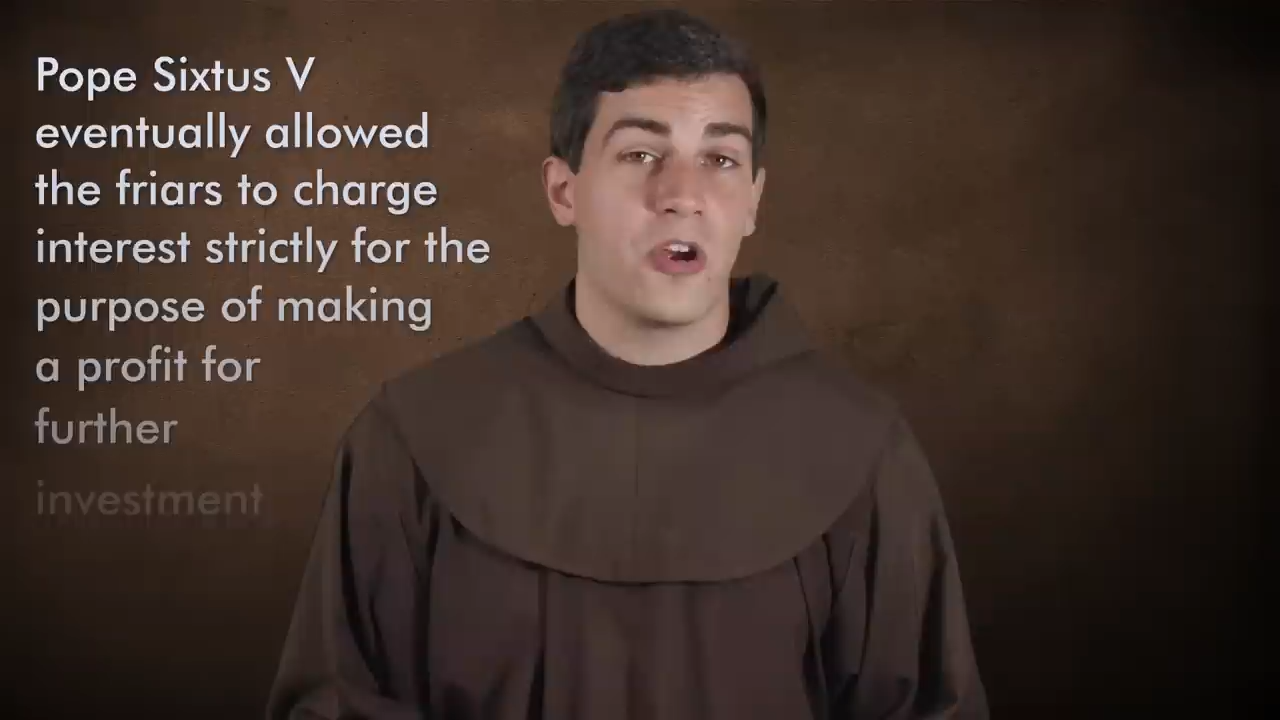 Pope Sixtus V
eventually allowed
the friars to charge
interest strictly for the
purpose of making
a profit for
further
investment